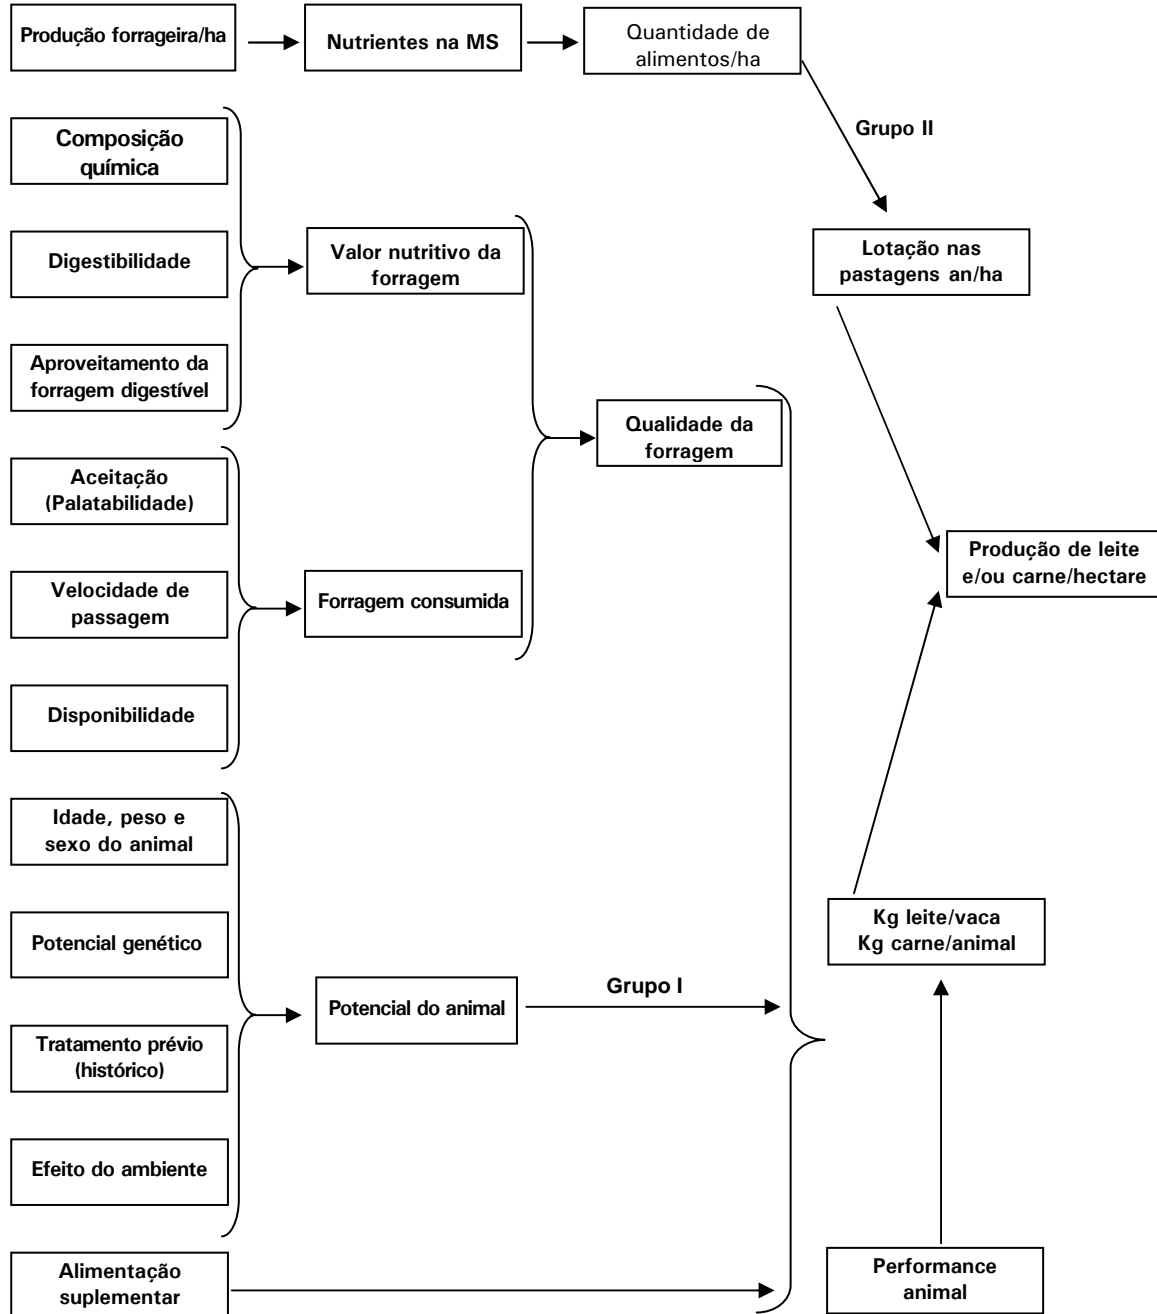 Produção forrageira/ha
Nutrientes na MS
Quantidade de
alimentos/ha
Grupo II
Composição
química
Digestibilidade
Valor nutritivo da
forragem
Lotação nas
pastagens an/ha
Aproveitamento da
forragem digestível
Qualidade da
forragem
Aceitação
(Palatabilidade)
Velocidade de
passagem
Forragem consumida
Produção de leite
e/ou carne/hectare
Disponibilidade
Idade, peso e
sexo do animal
Potencial genético
Kg leite/vaca
Kg carne/animal
Potencial do animal
Grupo I
Tratamento prévio
(histórico)
Efeito do ambiente
Alimentação
suplementar
Performance
animal